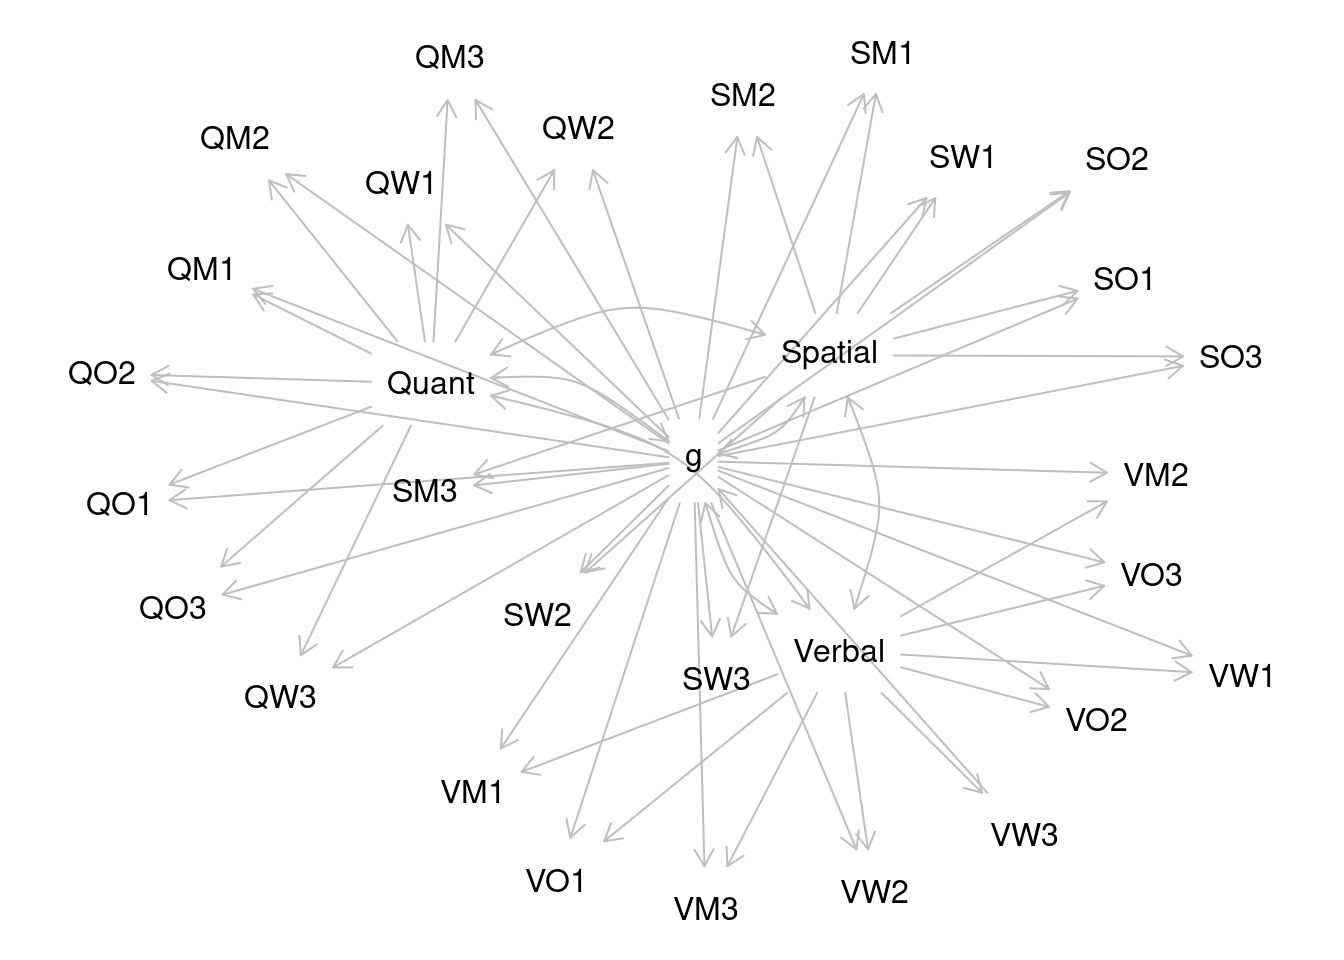 SM1
QM3
SM2
QW2
QM2
SW1
SO2
QW1
QM1
SO1
Spatial
SO3
QO2
Quant
g
VM2
SM3
QO1
VO3
QO3
SW2
Verbal
VW1
SW3
QW3
VO2
VM1
VW3
VO1
VW2
VM3